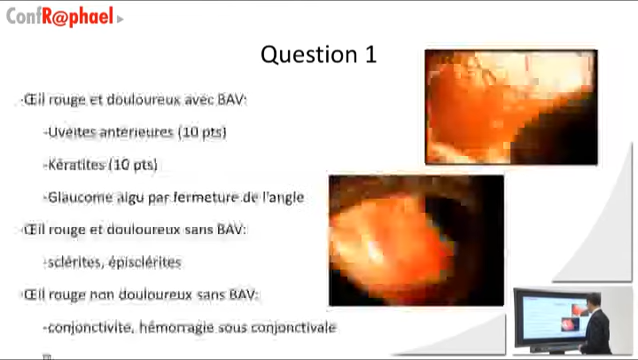 ConfR@phael
Question 1
-Œil rouge et douloureux avec BAV:
-Uvéites antérieures (10 pts)
-Kératites (10 pts)
-Glaucome aigu par fermeture de l'angle
-Œil rouge et douloureux sans BAV:
-sclérites, épisclérites
-Œil rouge non douloureux sans BAV:
-conjonctivite, hémorragie sous conjonctivale